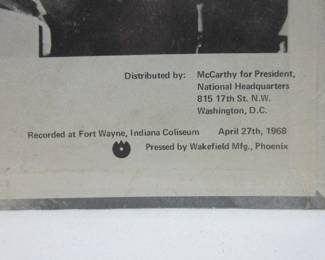 Distributed by: McCarthy for President,
National Headquarters
815 17th St. N.W.
Washington, D.C.
Recorded at Fort Wayne, Indiana Coliseum April 27th, 1968
Pressed by Wakefield Mfg., Phoenix